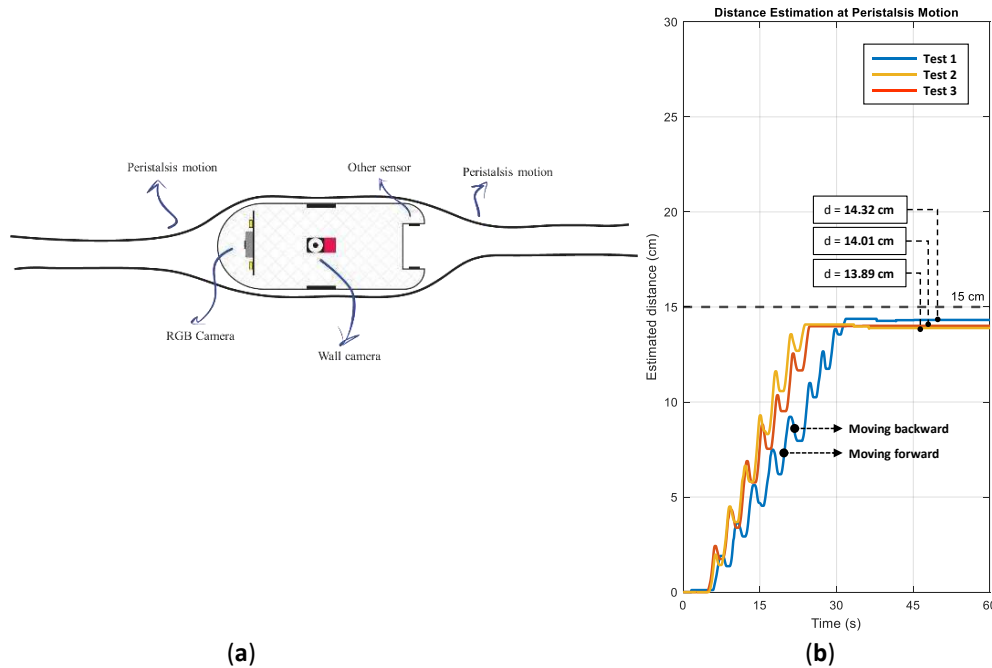 Peristalsis motion
Other sensor
Peristalsis motion
RGB Camera
Wall camera
(a)
Distance Estimation at Peristalsis Motion
Estimated distance (cm)
30
25
20
15
10
5
0
Test 1
Test 2
Test 3
d = 14.32 cm
d = 14.01 cm
d = 13.89 cm
15 cm
Moving backward
Moving forward
0 15 30 45 60
Time (s)
(b)